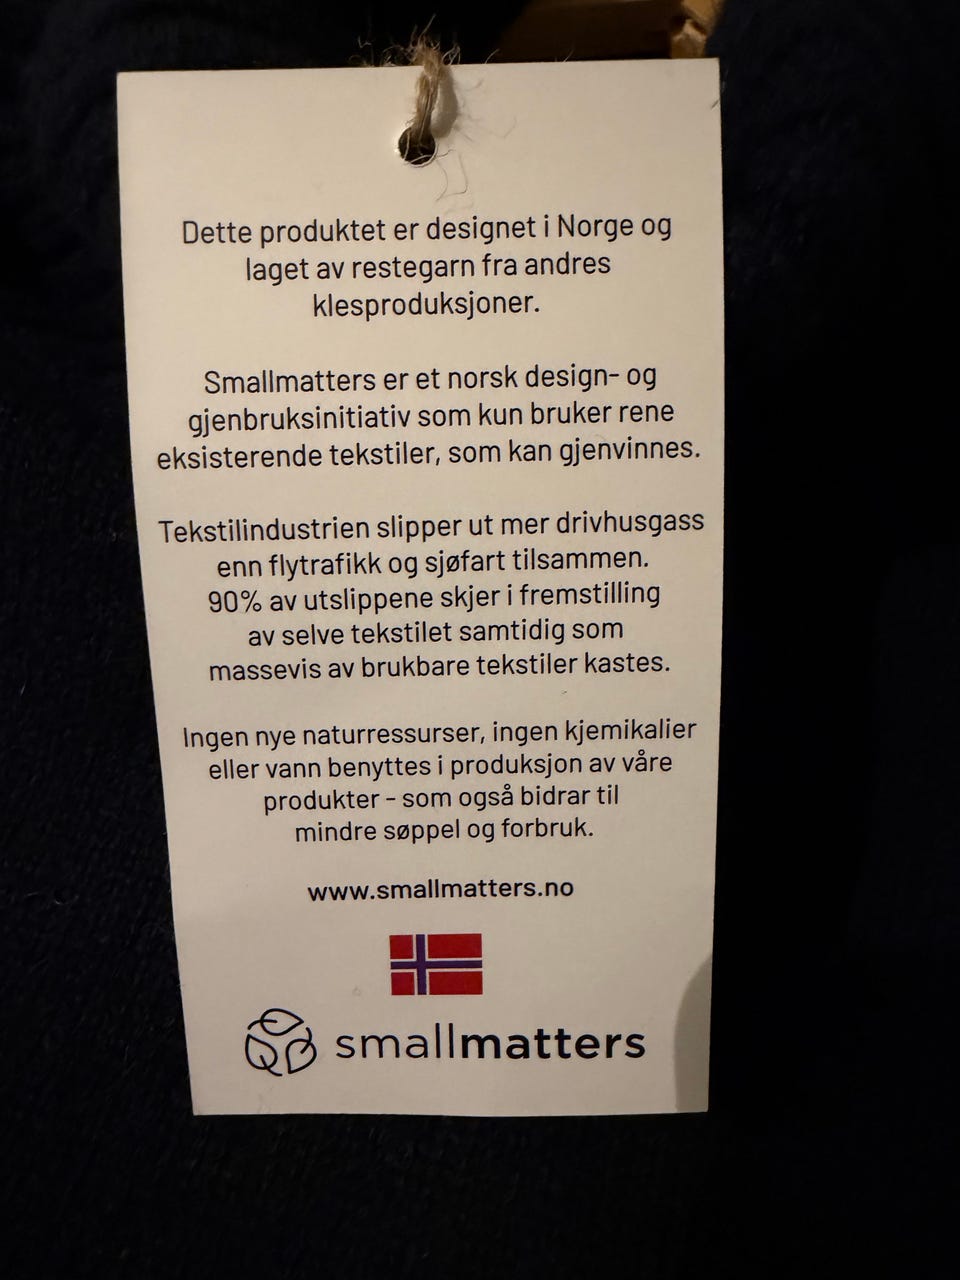 Dette produktet er designet i Norge og
laget av restegarn fra andres
klesproduksjoner.
Smallmatters er et norsk design- og
gjenbruksinitiativ som kun bruker rene
eksisterende tekstiler, som kan gjenvinnes.
Tekstilindustrien slipper ut mer drivhusgass
enn flytrafikk og sjøfart tilsammen.
90% av utslippene skjer i fremstilling
av selve tekstilet samtidig som
massevis av brukbare tekstiler kastes.
Ingen nye naturressurser, ingen kjemikalier
eller vann benyttes i produksjon av våre
produkter - som også bidrar til
mindre søppel og forbruk.
www.smallmatters.no
smallmatters